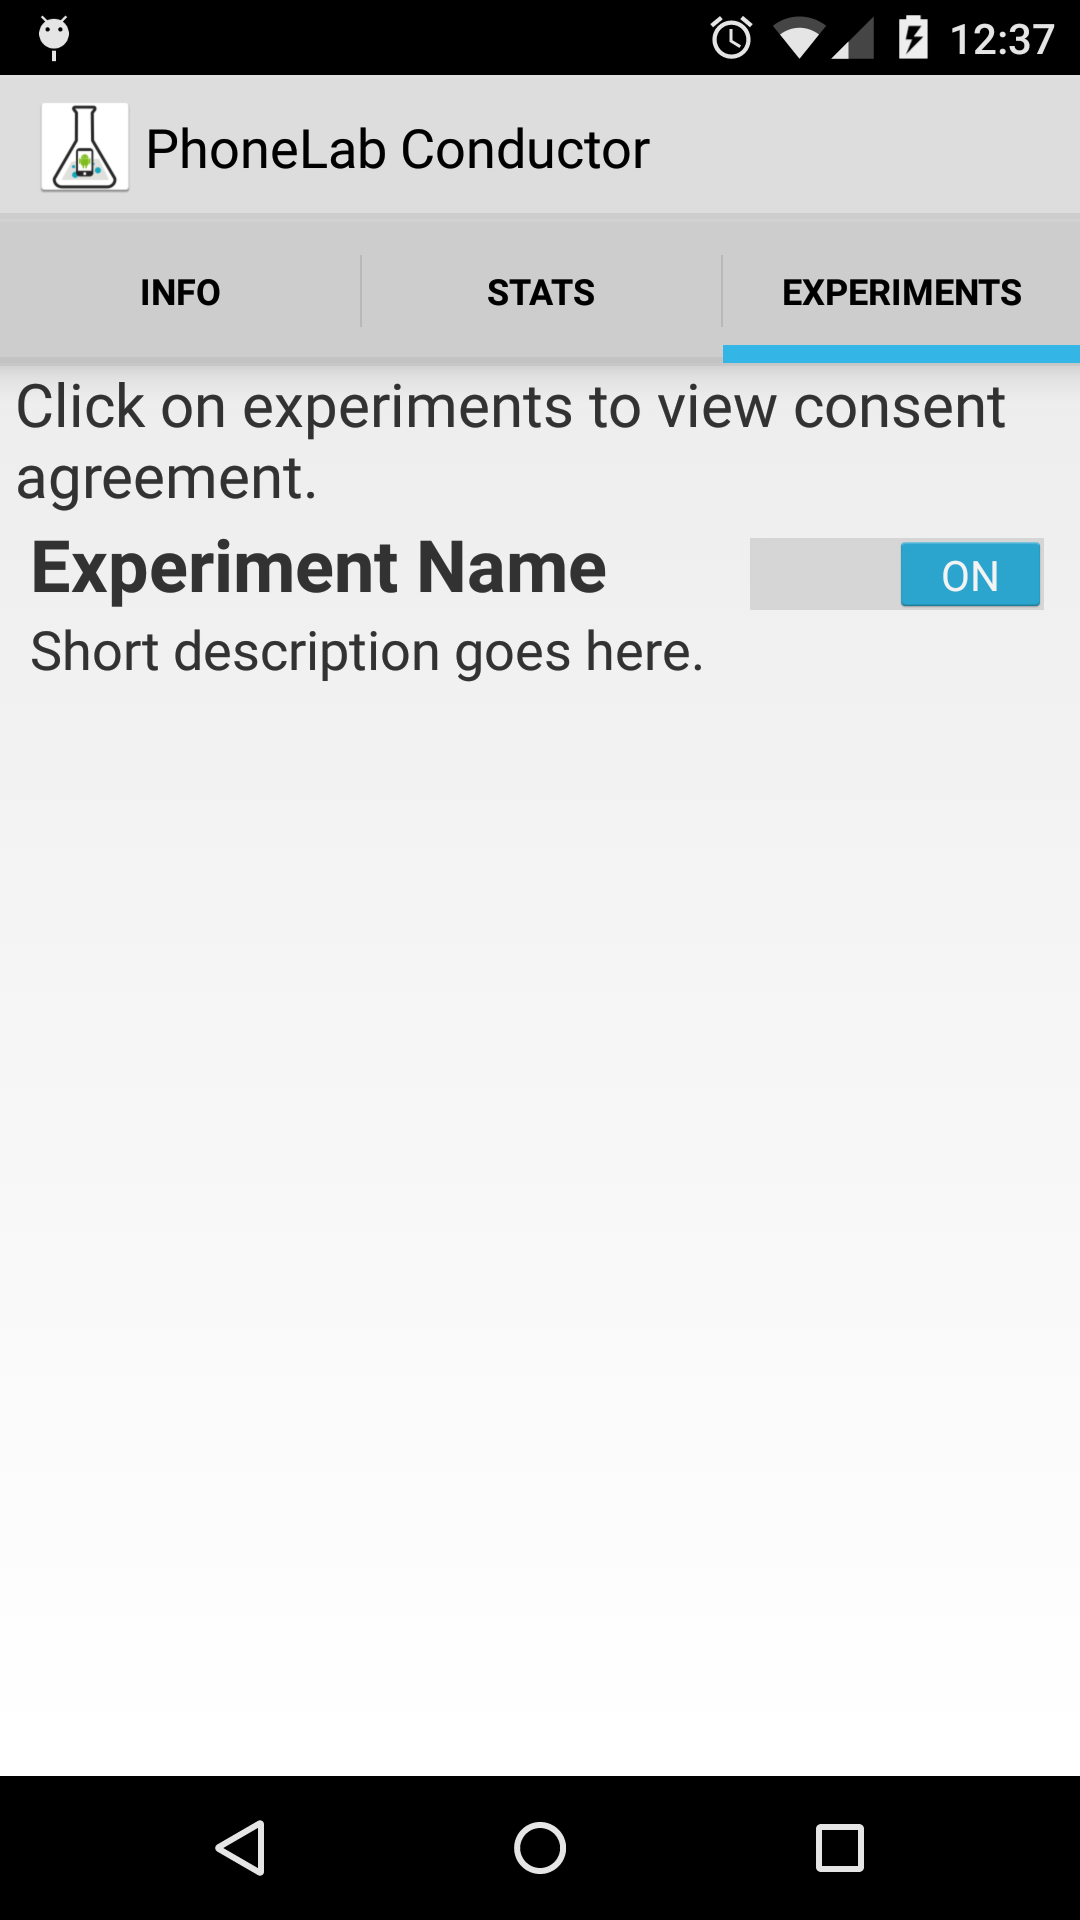 12:37
PhoneLab Conductor
INFO
STATS
EXPERIMENTS
Click on experiments to view consent
agreement.
Experiment Name
ON
Short description goes here.